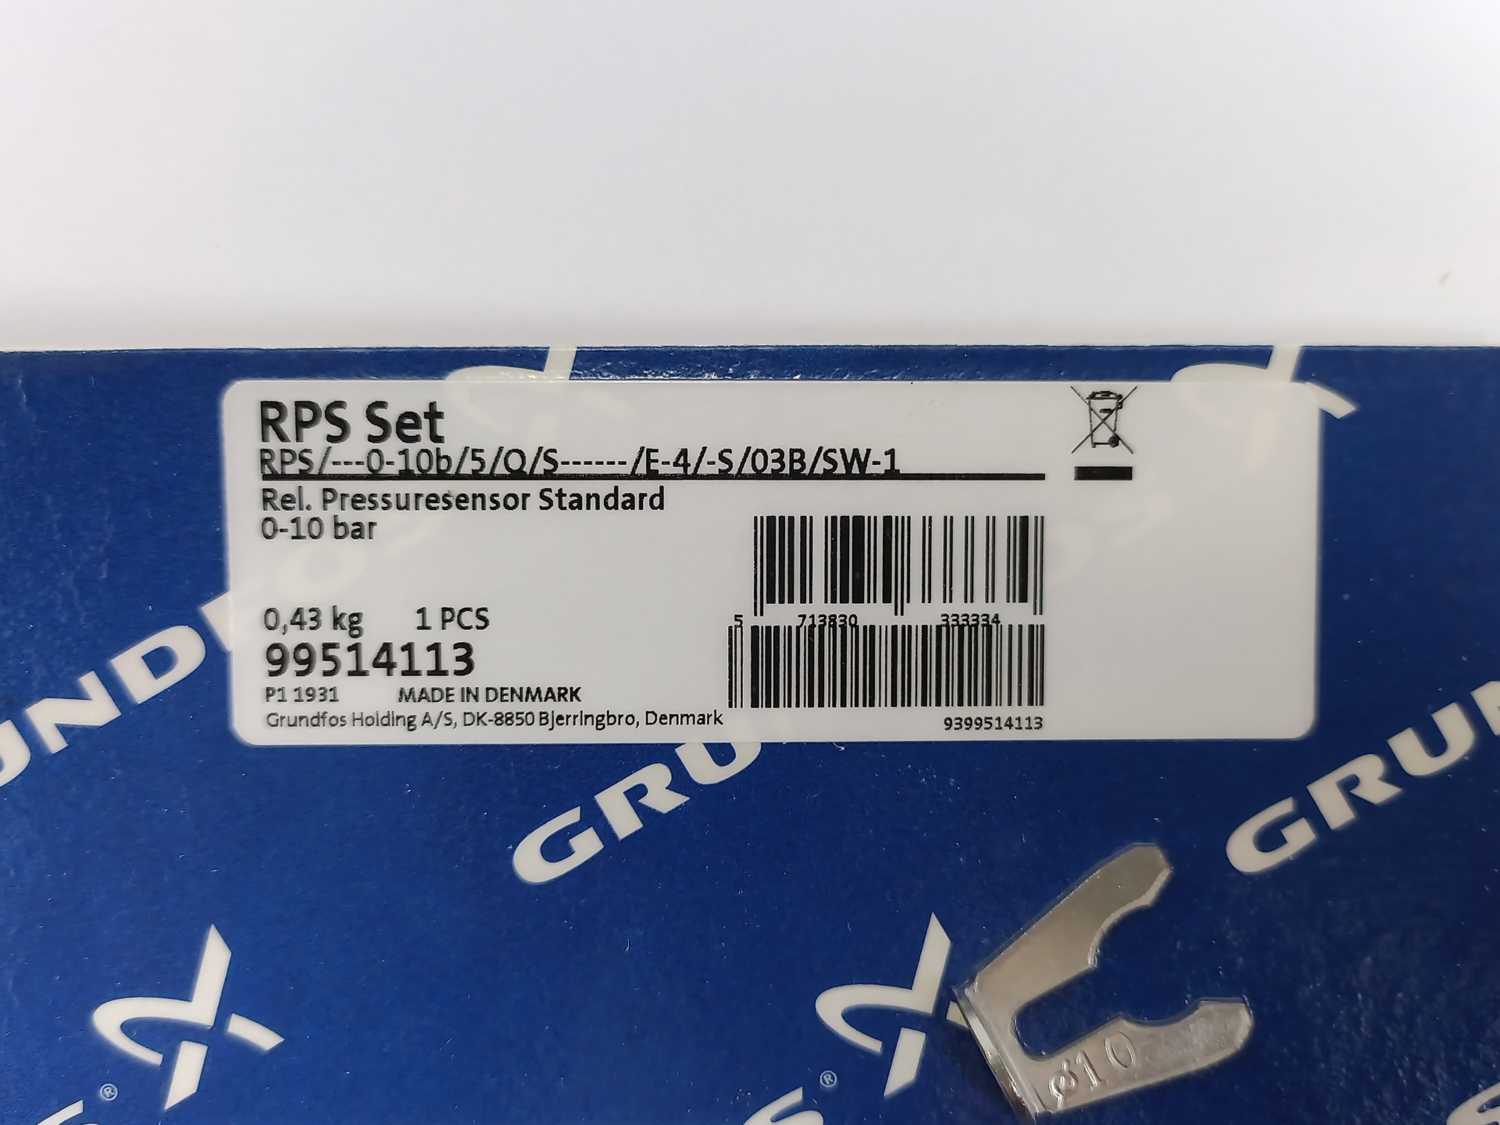 RPS Set
RPS/---0-10b/5/Q/S------/E-4/-S/03B/SW-1
Rel. Pressuresensor Standard
0-10 bar
0,43 kg 1 PCS
5 713830 333334
99514113
P1 1931 MADE IN DENMARK
Grundfos Holding A/S, DK-8850 Bjerringbro, Denmark
9399514113
UNDF
GRU
GRUN
®
®
ø10